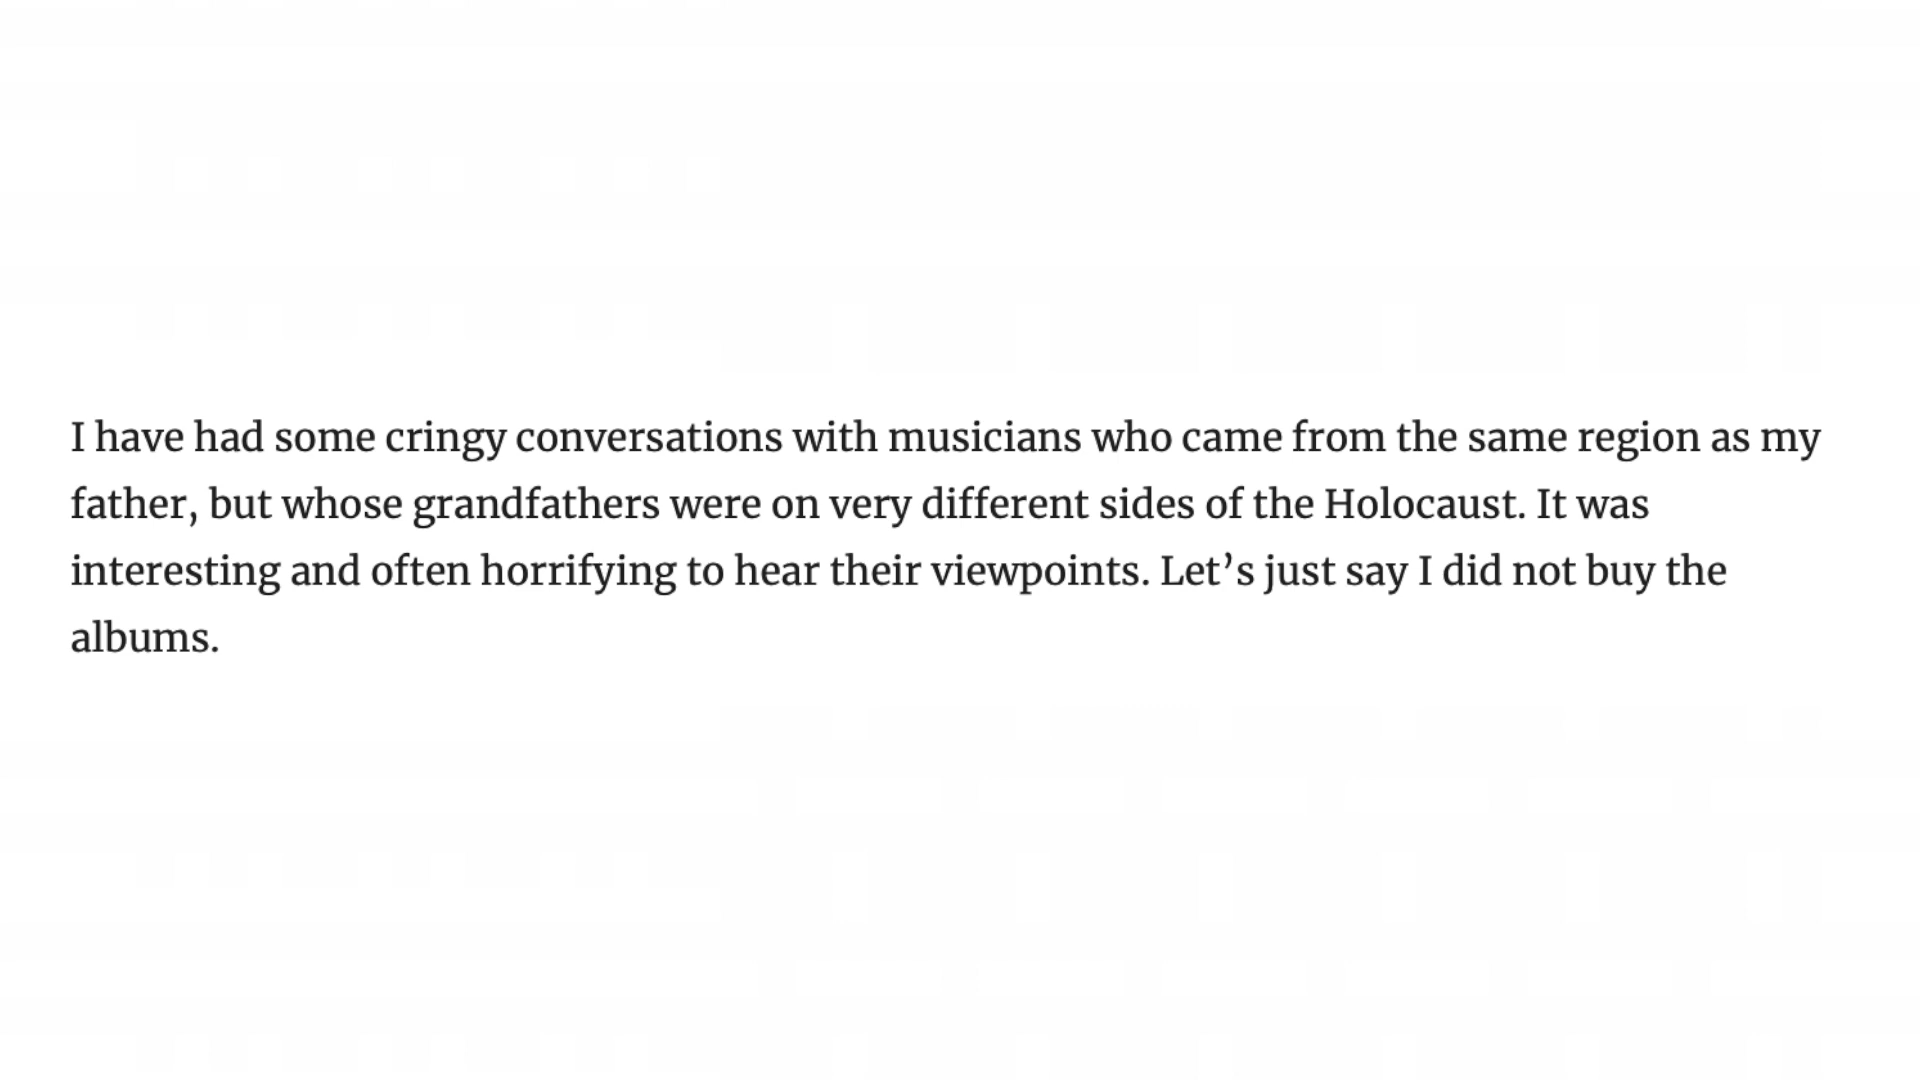 I have had some cringy conversations with musicians who came from the same region as my
father, but whose grandfathers were on very different sides of the Holocaust. It was
interesting and often horrifying to hear their viewpoints. Let’s just say I did not buy the
albums.